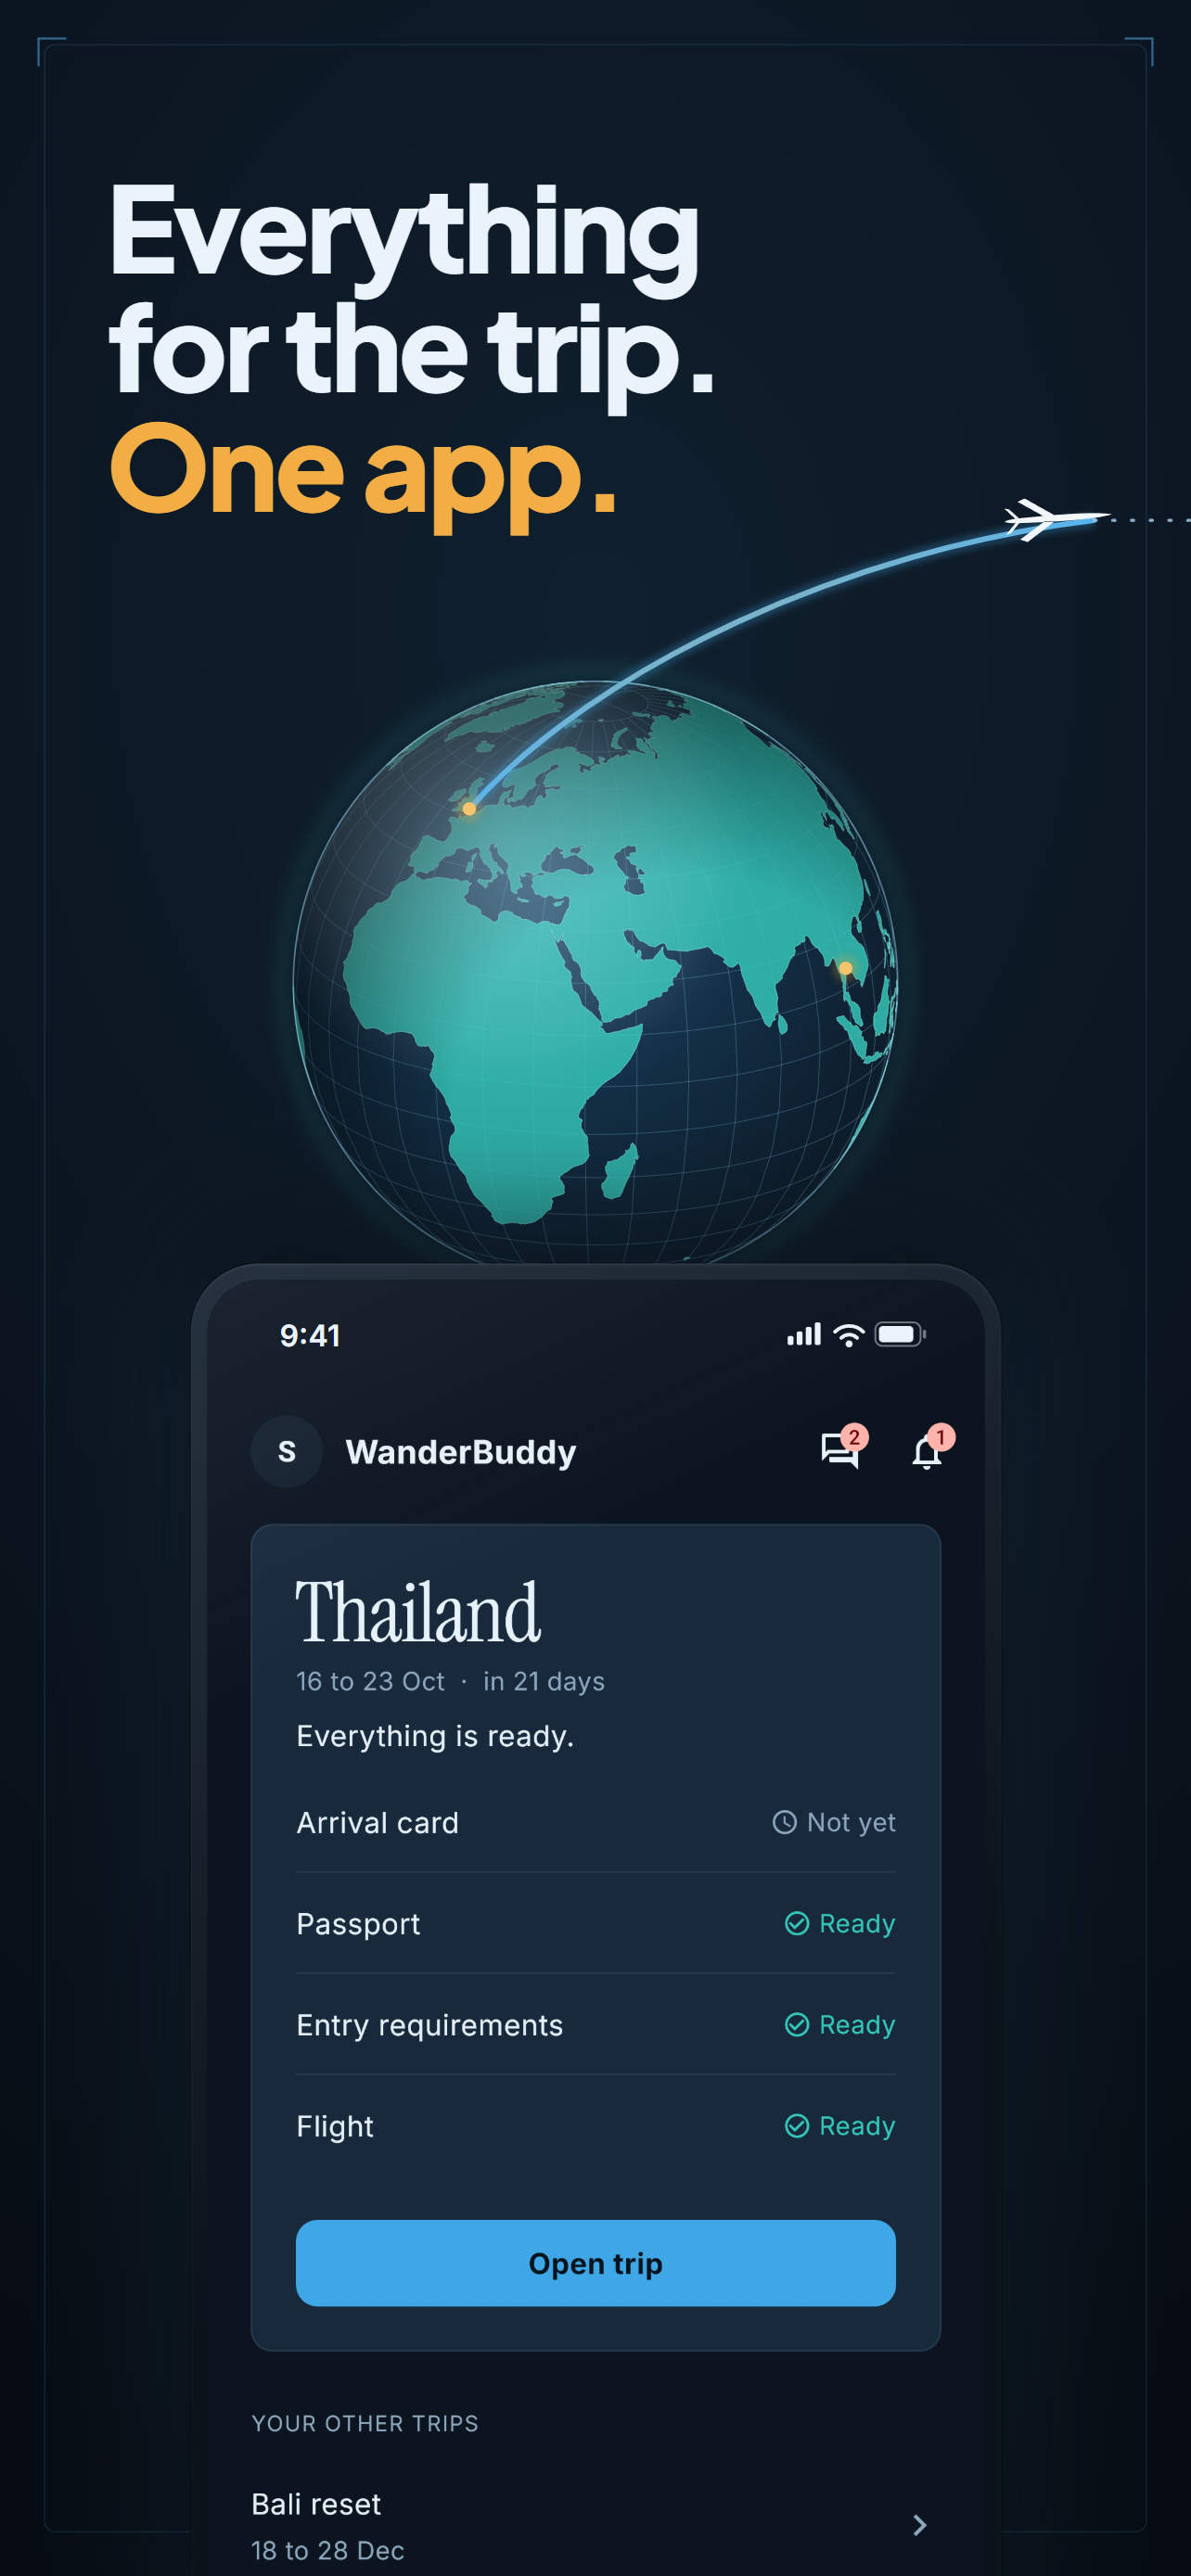 Everything
for the trip.
One app.
9:41
S WanderBuddy 2 1
Thailand
16 to 23 Oct · in 21 days
Everything is ready.
Arrival card Not yet
Passport Ready
Entry requirements Ready
Flight Ready
Open trip
YOUR OTHER TRIPS
Bali reset
18 to 28 Dec